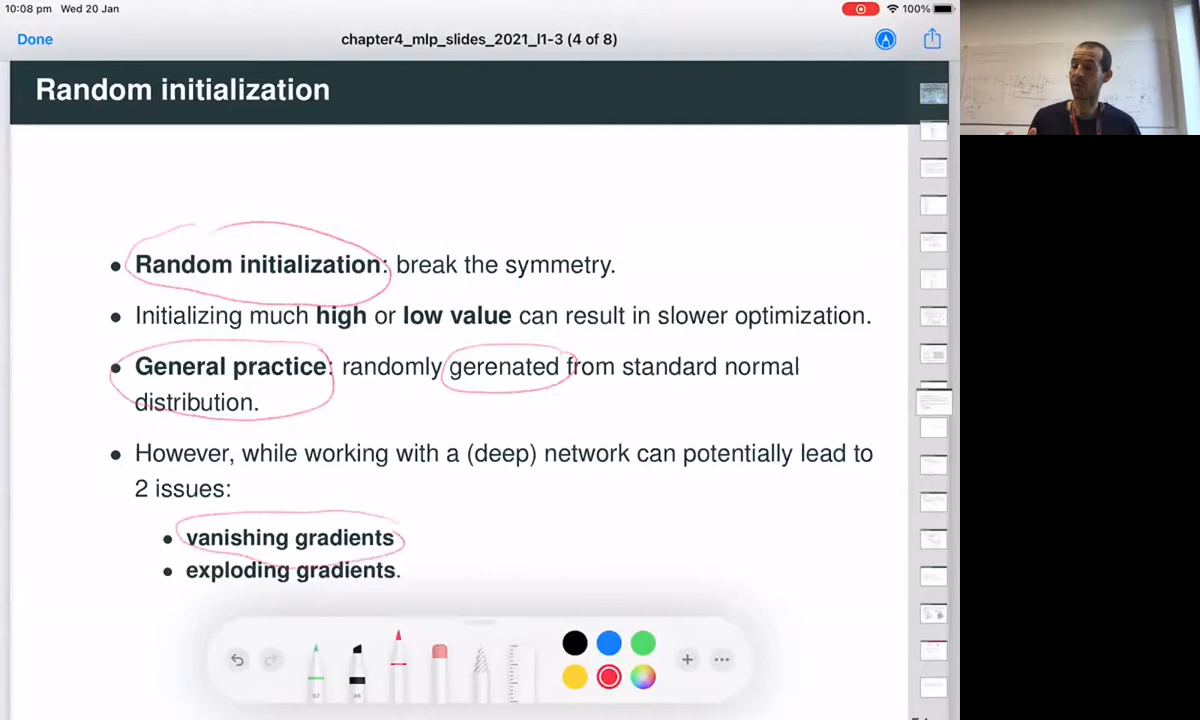 10:08 pm Wed 20 Jan
100%
Done
chapter4_mlp_slides_2021_l1-3 (4 of 8)
Random initialization
• Random initialization: break the symmetry.
• Initializing much high or low value can result in slower optimization.
• General practice: randomly gerenated from standard normal
distribution.
• However, while working with a (deep) network can potentially lead to
2 issues:
• vanishing gradients
• exploding gradients.